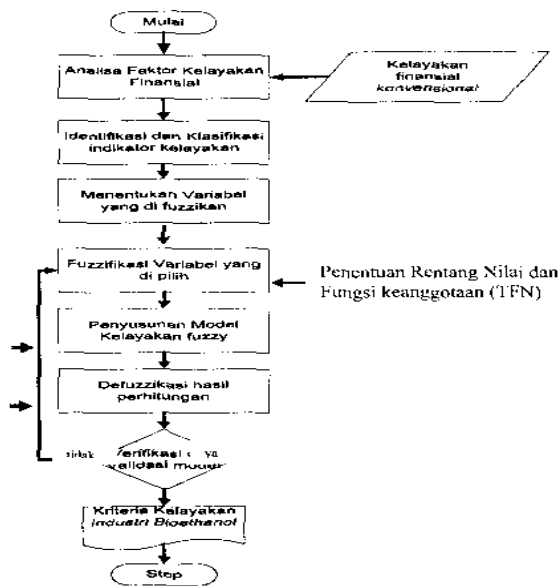 Mulai
Analisa Faktor Kelayakan
Finansial
Kelayakan
finansial
konvensional
Identifikasi dan Klasifikasi
indikator kelayakan
Menentukan Variabel
yang di fuzzikan
Fuzzifikasi Variabel yang
di pilih
Penentuan Rentang Nilai dan
Fungsi keanggotaan (TFN)
Penyusunan Model
Kelayakan fuzzy
Defuzzikasi hasil
perhitungan
tidak Verifikasi ya
validasi model
Kriteria Kelayakan
Industri Bioethanol
Stop